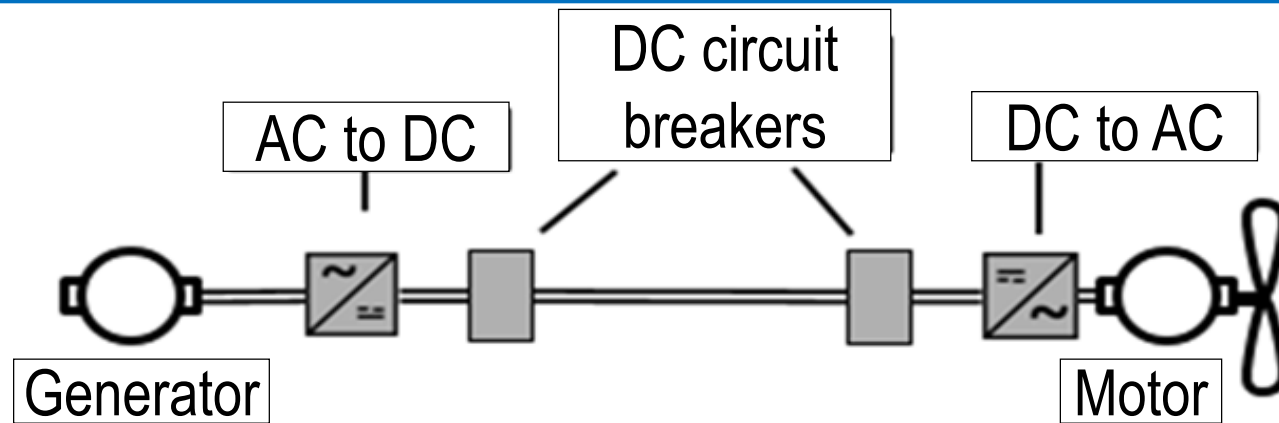 DC circuit
breakers
AC to DC
DC to AC
Generator
Motor